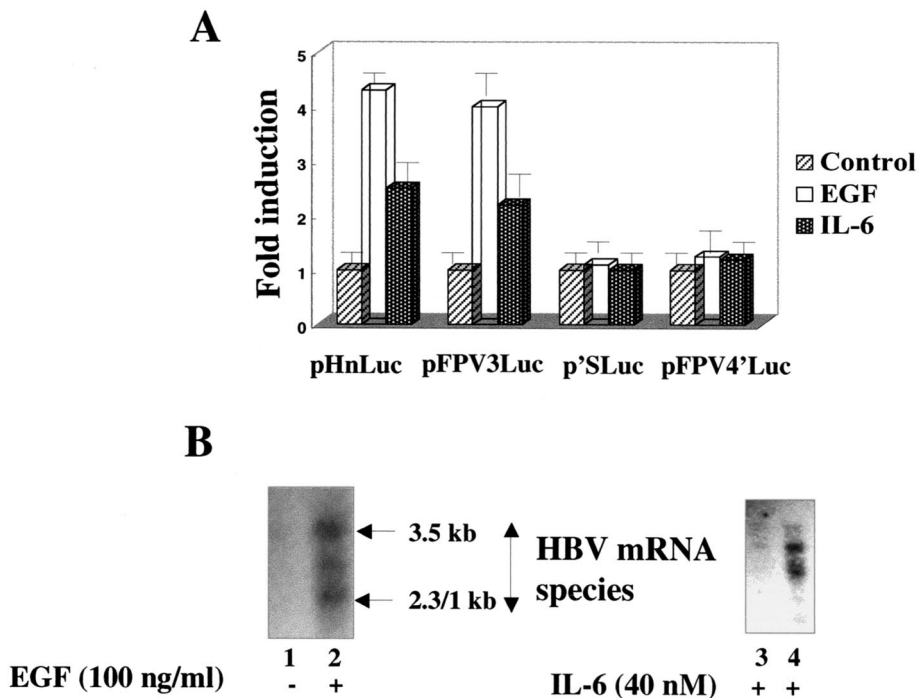 A
Fold induction
5
4
3
2
1
0
Control
EGF
IL-6
pHnLuc pFPV3Luc p’SLuc pFPV4’Luc
B
3.5 kb
2.3/1 kb
HBV mRNA
species
1 2
EGF (100 ng/ml) - +
3 4
IL-6 (40 nM) + +